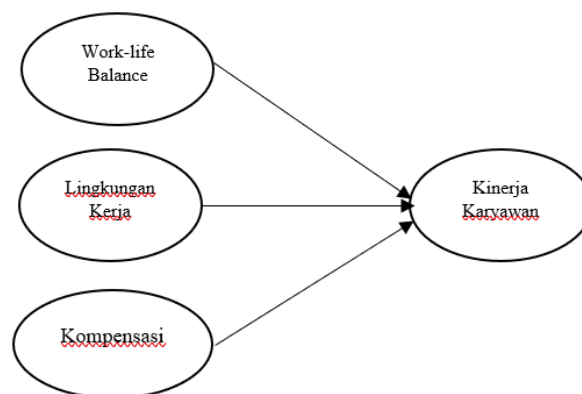 Work-life
Balance
Lingkungan
Kerja
Kinerja
Karyawan
Kompensasi